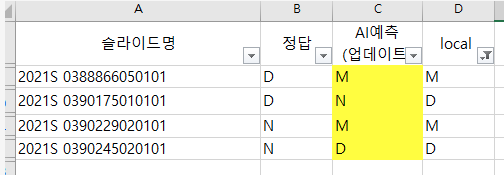 A B C D
슬라이드명 정답 AI예측 (업데이트 local
2021S 0388866050101 D M M
2021S 0390175010101 D N D
2021S 0390229020101 N M M
2021S 0390245020101 N D D